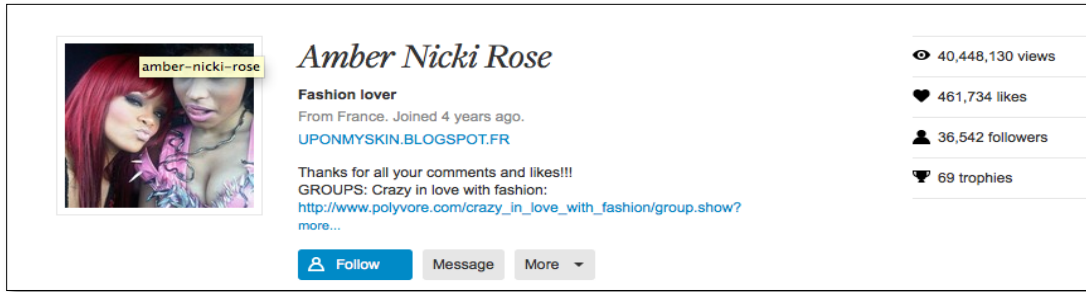 amber-nicki-rose
Amber Nicki Rose
Fashion lover
From France. Joined 4 years ago.
UPONMYSKIN.BLOGSPOT.FR
Thanks for all your comments and likes!!!
GROUPS: Crazy in love with fashion:
http://www.polyvore.com/crazy_in_love_with_fashion/group.show?
more...
Follow
Message
More
40,448,130 views
461,734 likes
36,542 followers
69 trophies